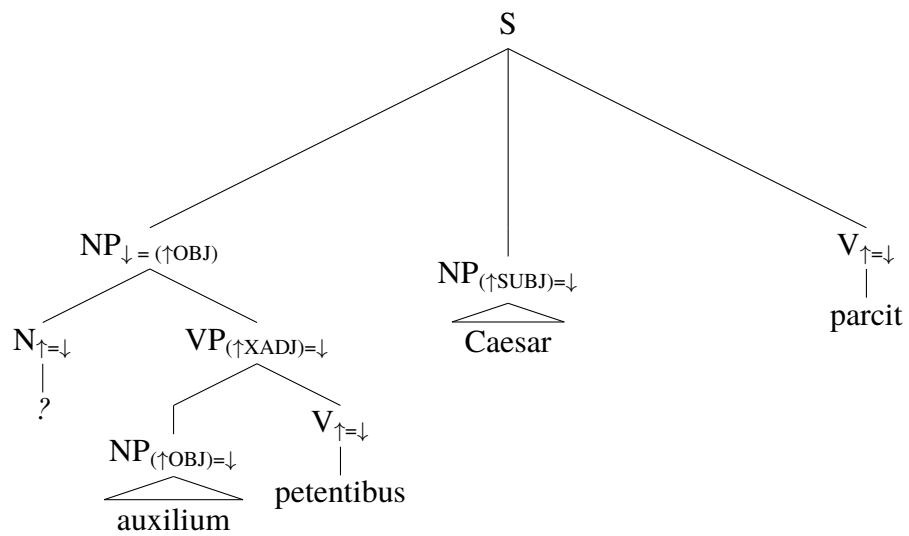 S
NP↓ = (↑OBJ)
NP(↑SUBJ)=↓
V↑=↓
N↑=↓
VP(↑XADJ)=↓
Caesar
parcit
?
NP(↑OBJ)=↓
V↑=↓
auxilium
petentibus